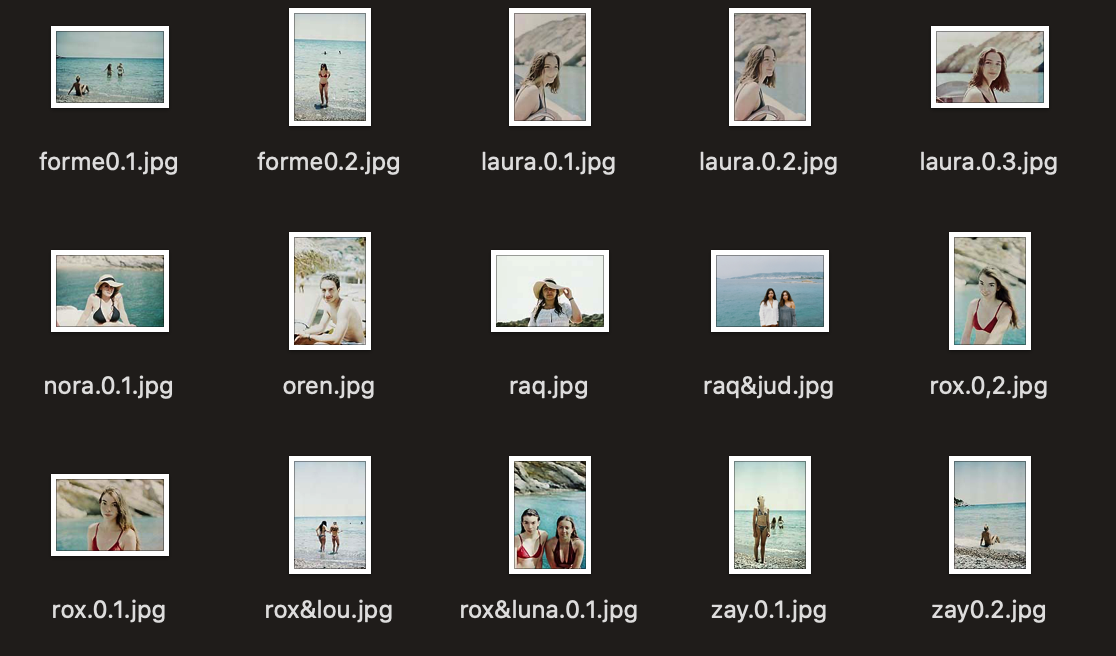 forme0.1.jpg forme0.2.jpg laura.0.1.jpg laura.0.2.jpg laura.0.3.jpg
nora.0.1.jpg oren.jpg raq.jpg raq&jud.jpg rox.0,2.jpg
rox.0.1.jpg rox&lou.jpg rox&luna.0.1.jpg zay.0.1.jpg zay0.2.jpg